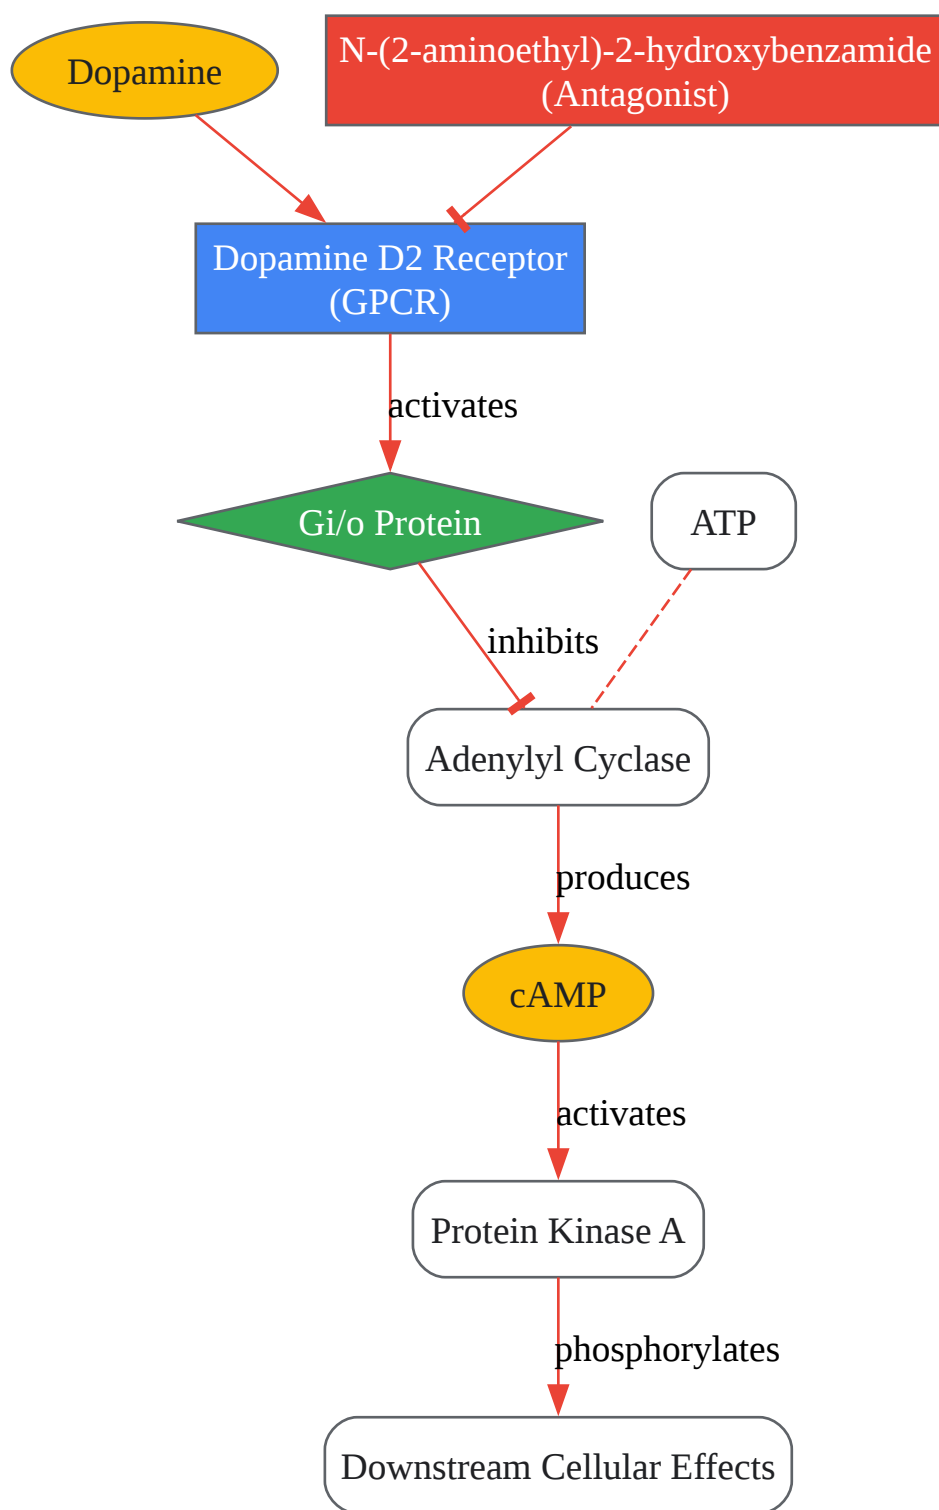 Dopamine
N-(2-aminoethyl)-2-hydroxybenzamide
(Antagonist)
Dopamine D2 Receptor
(GPCR)
activates
Gi/o Protein
ATP
inhibits
Adenylyl Cyclase
produces
cAMP
activates
Protein Kinase A
phosphorylates
Downstream Cellular Effects